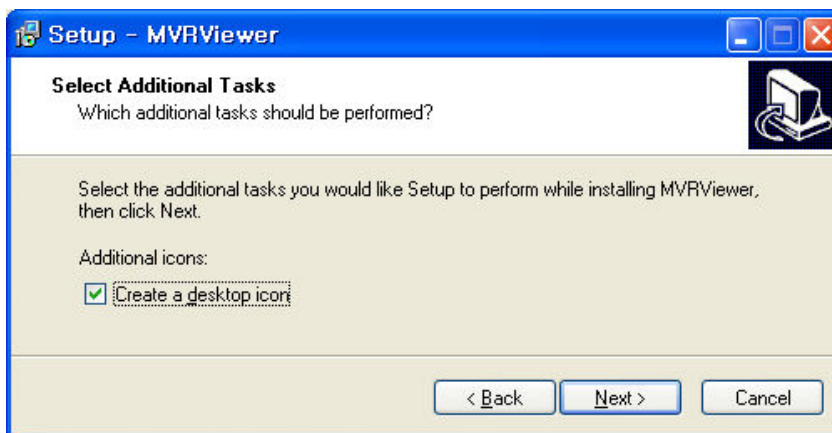 Setup - MVRViewer
Select Additional Tasks
Which additional tasks should be performed?
Select the additional tasks you would like Setup to perform while installing MVRViewer,
then click Next.
Additional icons:
Create a desktop icon
< Back Next > Cancel